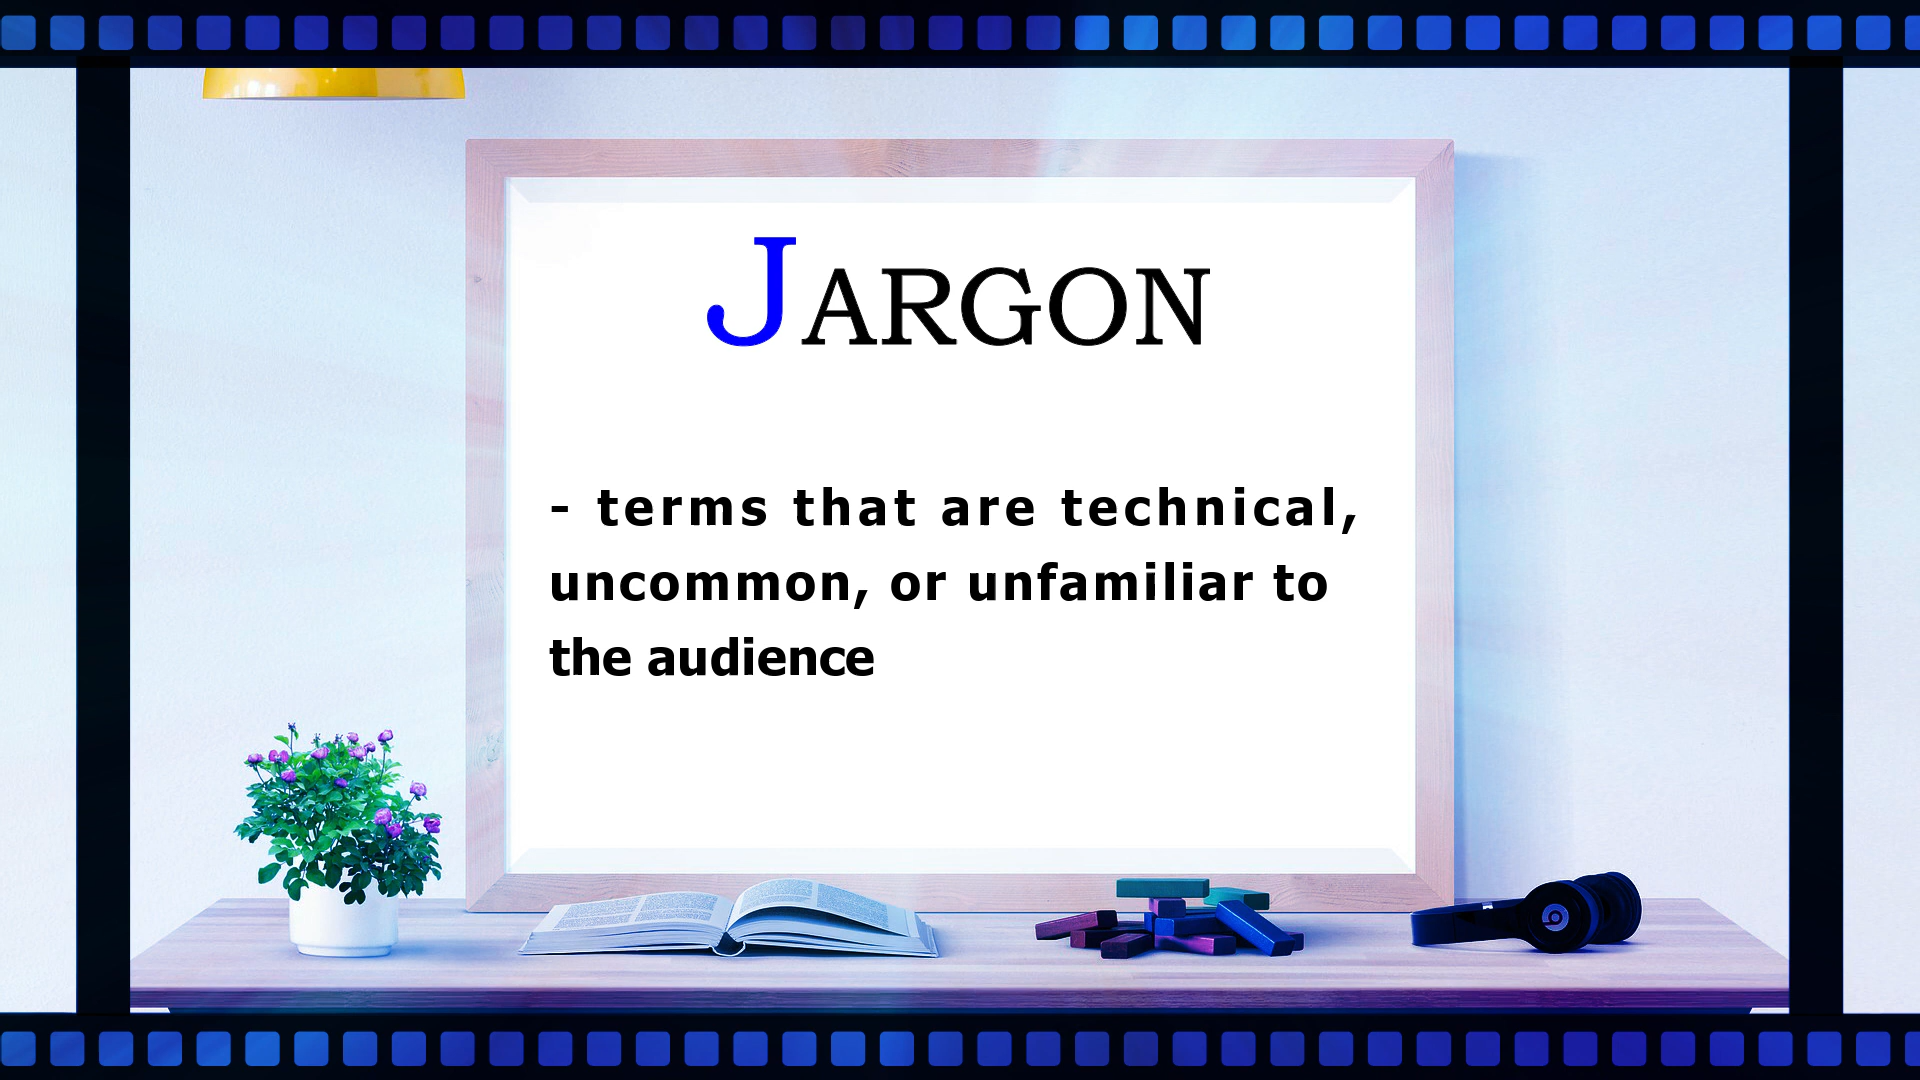 JARGON
- terms that are technical,
uncommon, or unfamiliar to
the audience